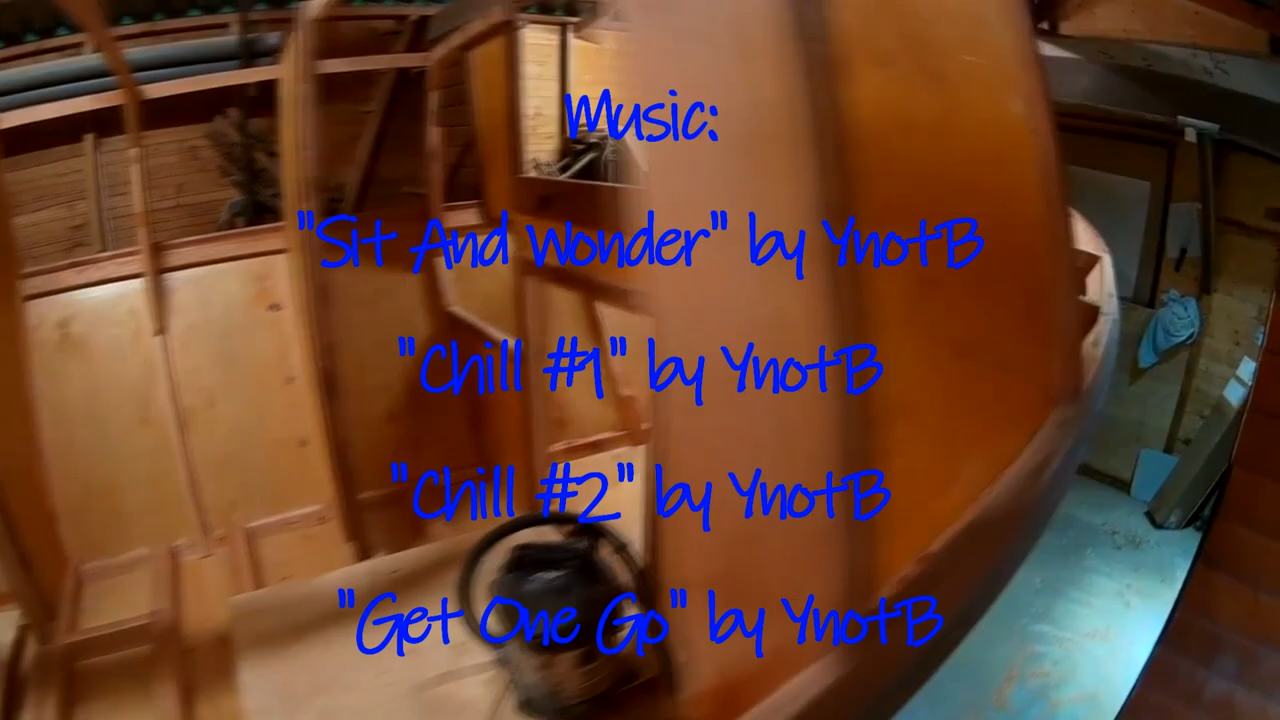 Music:
"Sit And Wonder" by YnotB
"Chill #1" by YnotB
"Chill #2" by YnotB
"Get One Go" by YnotB